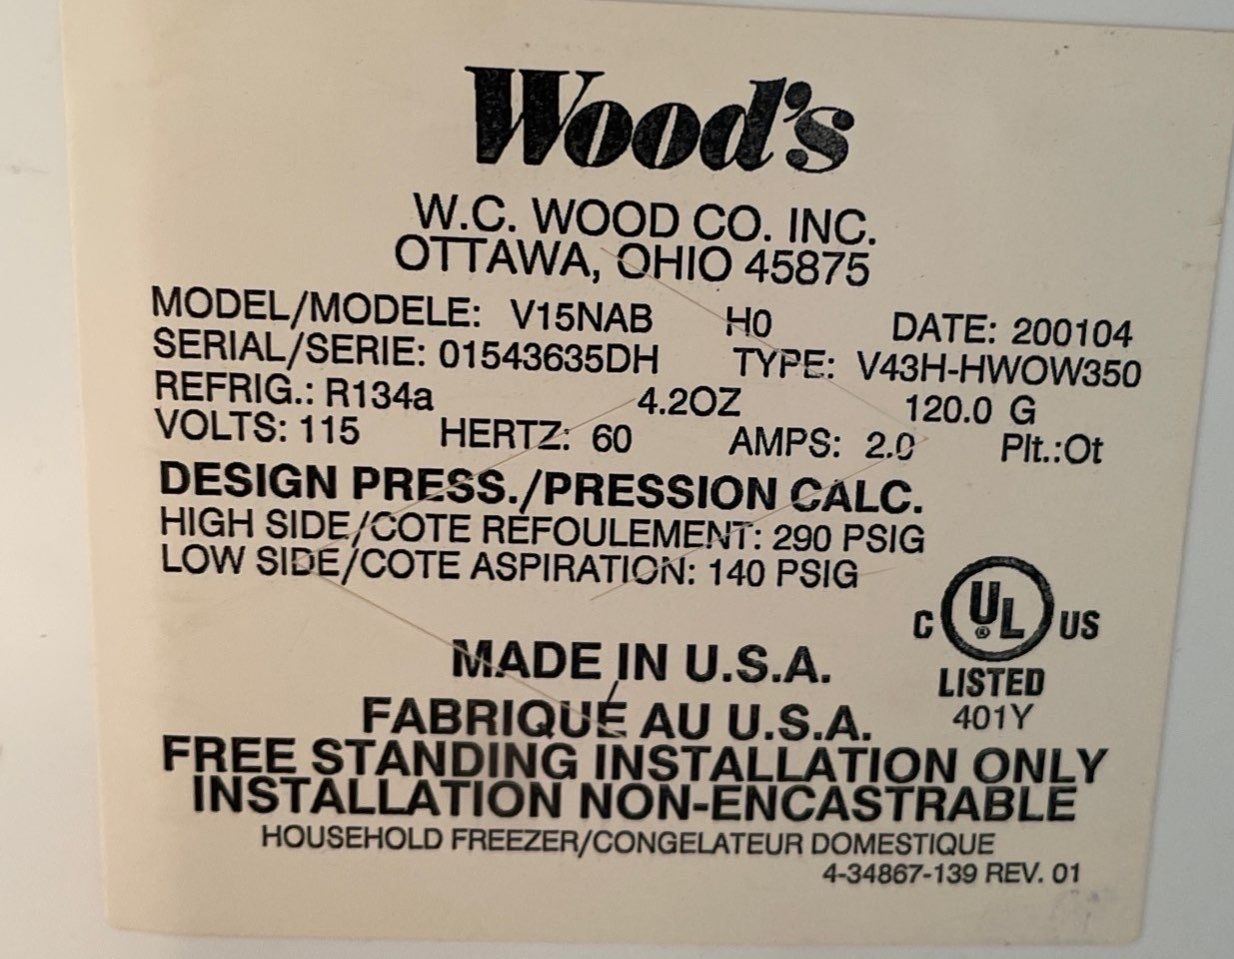 Wood's
W.C. WOOD CO. INC.
OTTAWA, OHIO 45875
MODEL/MODELE: V15NAB H0 DATE: 200104
SERIAL/SERIE: 01543635DH TYPE: V43H-HWOW350
REFRIG.: R134a 4.2OZ 120.0 G
VOLTS: 115 HERTZ: 60 AMPS: 2.0 Plt.:Ot
DESIGN PRESS./PRESSION CALC.
HIGH SIDE/COTE REFOULEMENT: 290 PSIG
LOW SIDE/COTE ASPIRATION: 140 PSIG
C UL ® US
LISTED
401Y
MADE IN U.S.A.
FABRIQUÉ AU U.S.A.
FREE STANDING INSTALLATION ONLY
INSTALLATION NON-ENCASTRABLE
HOUSEHOLD FREEZER/CONGELATEUR DOMESTIQUE
4-34867-139 REV. 01